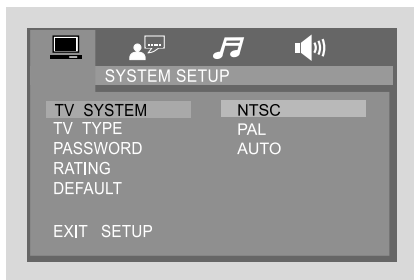 SYSTEM SETUP
TV SYSTEM NTSC
TV TYPE PAL
PASSWORD AUTO
RATING
DEFAULT
EXIT SETUP